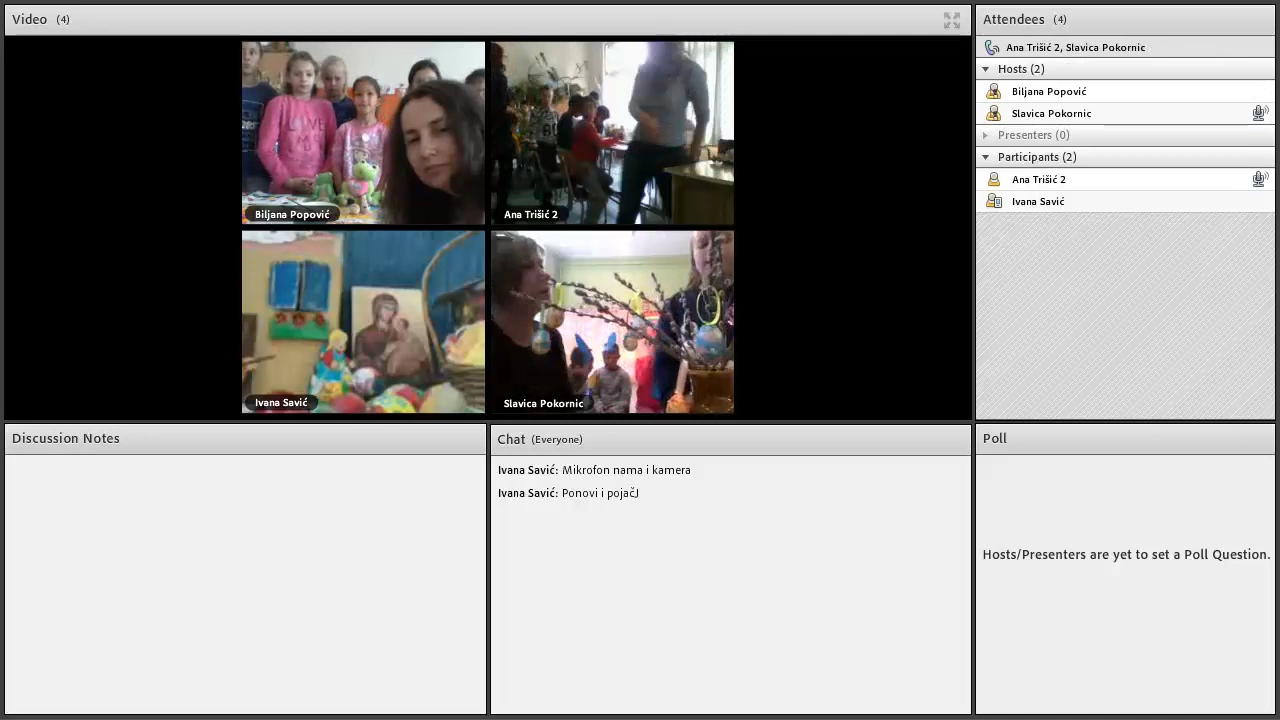 Video (4)
Biljana Popović
Ana Trišić 2
Ivana Savić
Slavica Pokornic
Attendees (4)
Ana Trišić 2, Slavica Pokornic
Hosts (2)
Biljana Popović
Slavica Pokornic
Presenters (0)
Participants (2)
Ana Trišić 2
Ivana Savić
Discussion Notes
Chat (Everyone)
Ivana Savić: Mikrofon nama i kamera
Ivana Savić: Ponovi i pojačJ
Poll
Hosts/Presenters are yet to set a Poll Question.